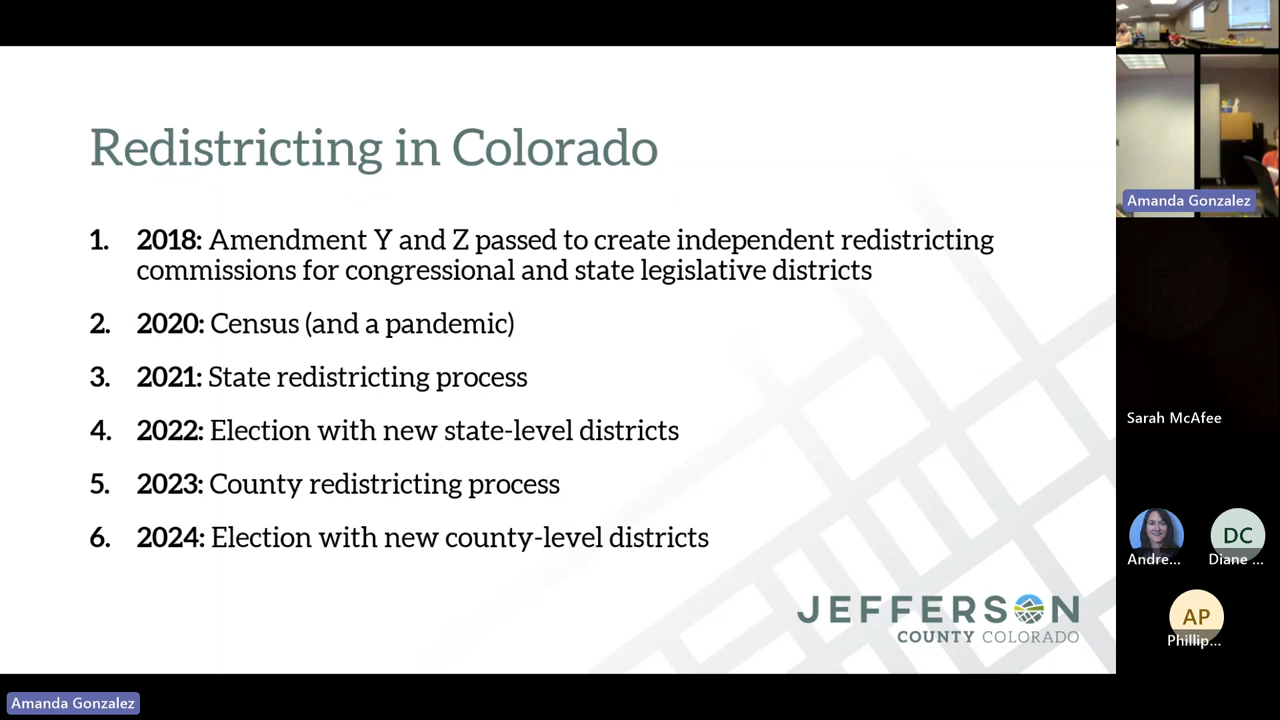 Redistricting in Colorado
1. 2018: Amendment Y and Z passed to create independent redistricting
commissions for congressional and state legislative districts
2. 2020: Census (and a pandemic)
3. 2021: State redistricting process
4. 2022: Election with new state-level districts
5. 2023: County redistricting process
6. 2024: Election with new county-level districts
JEFFERSON
COUNTY COLORADO
Amanda Gonzalez
Amanda Gonzalez
Sarah McAfee
Andre...
DC
Diane ...
AP
Phillip...